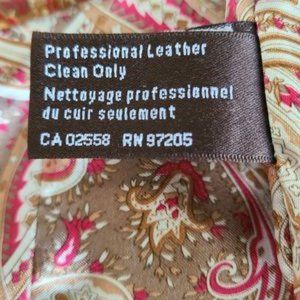 Professional Leather
Clean Only
Nettoyage professionnel
du cuir seulement
CA 02558 RN 97205